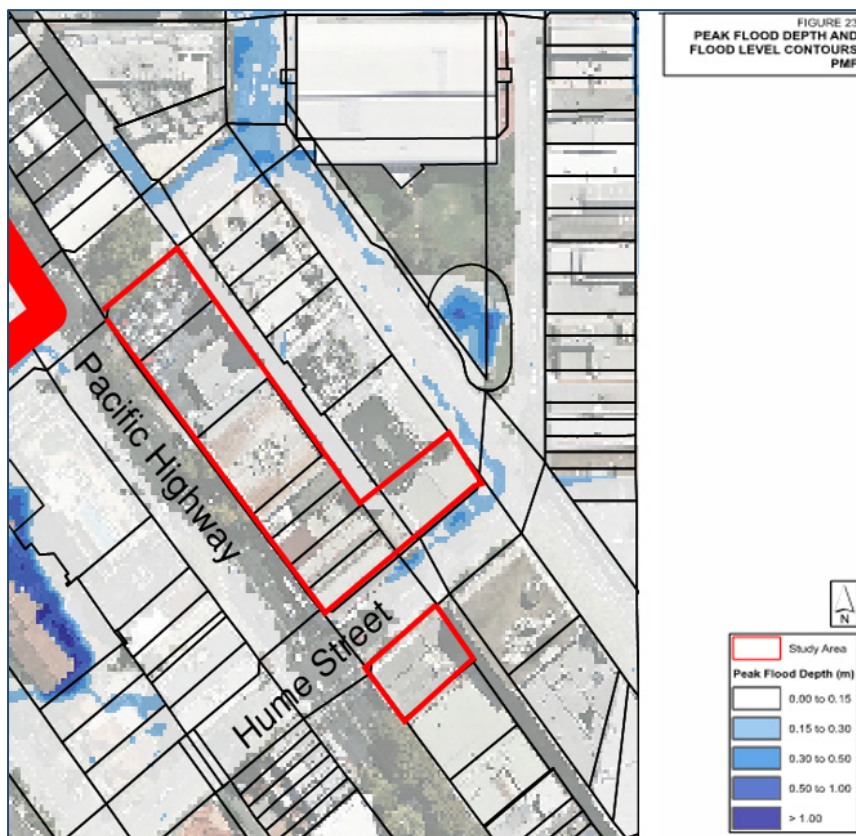 FIGURE 23
PEAK FLOOD DEPTH AND
FLOOD LEVEL CONTOURS
PMF
Pacific Highway
Hume Street
N
Study Area
Peak Flood Depth (m)
0.00 to 0.15
0.15 to 0.30
0.30 to 0.50
0.50 to 1.00
> 1.00